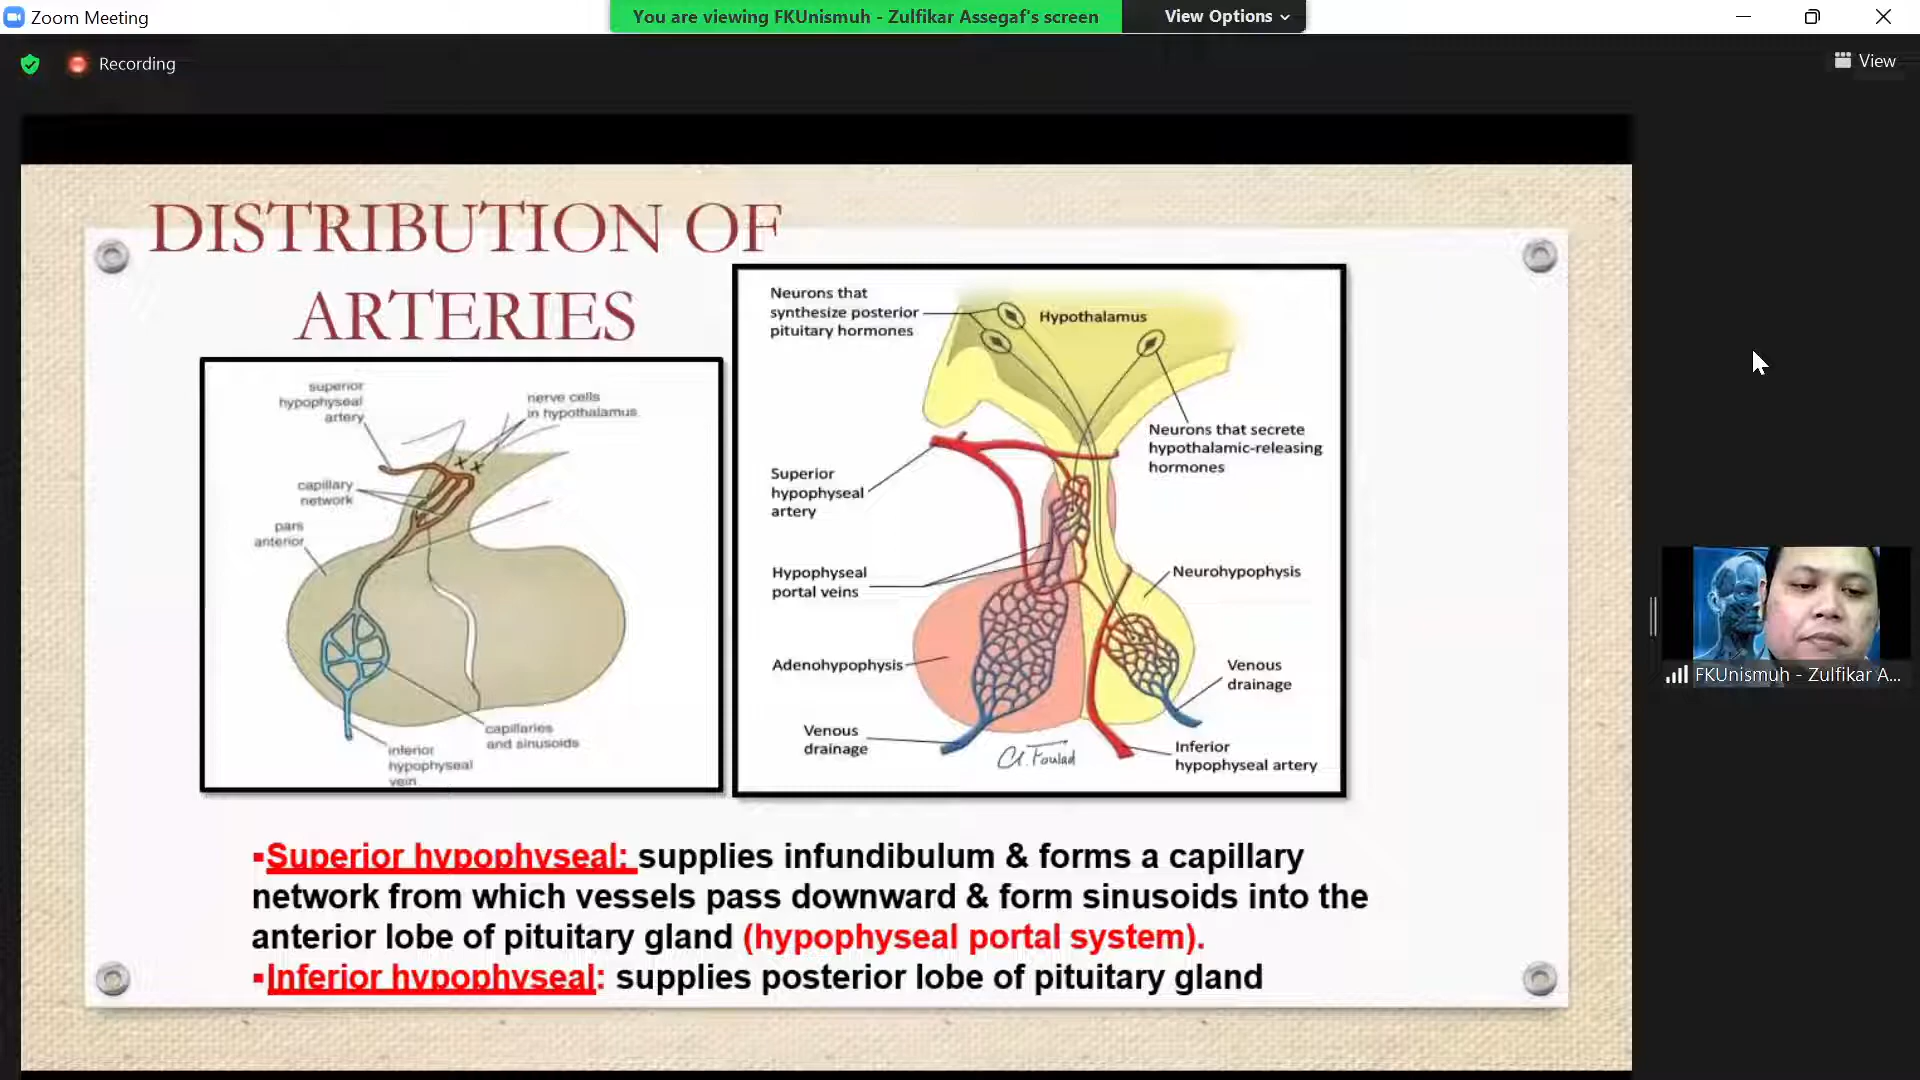 Zoom Meeting
You are viewing FKUnismuh - Zulfikar Assegaf's screen
View Options
Recording
View
DISTRIBUTION OF
ARTERIES
superior
hypophyseal
artery
nerve cells
in hypothalamus
capillary
network
pars
anterior
capillaries
and sinusoids
inferior
hypophyseal
vein
Neurons that
synthesize posterior
pituitary hormones
Hypothalamus
Neurons that secrete
hypothalamic-releasing
hormones
Superior
hypophyseal
artery
Hypophyseal
portal veins
Neurohypophysis
Adenohypophysis
Venous
drainage
Venous
drainage
Inferior
hypophyseal artery
▪Superior hypophyseal: supplies infundibulum & forms a capillary
network from which vessels pass downward & form sinusoids into the
anterior lobe of pituitary gland (hypophyseal portal system).
▪Inferior hypophyseal: supplies posterior lobe of pituitary gland
FKUnismuh - Zulfikar A...